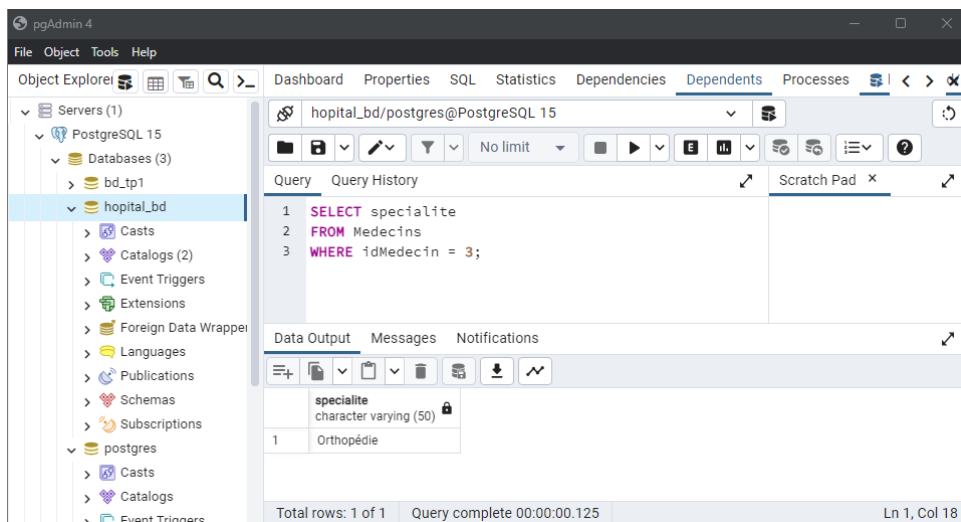 pgAdmin 4
File Object Tools Help
Object Explorer
Dashboard Properties SQL Statistics Dependencies Dependents Processes
Servers (1)
PostgreSQL 15
Databases (3)
bd_tp1
hopital_bd
Casts
Catalogs (2)
Event Triggers
Extensions
Foreign Data Wrapper
Languages
Publications
Schemas
Subscriptions
postgres
Casts
Catalogs
Event Triggers
hopital_bd/postgres@PostgreSQL 15
No limit
E
Query Query History
Scratch Pad
1 SELECT specialite
2 FROM Medecins
3 WHERE idMedecin = 3;
Data Output Messages Notifications
specialite
character varying (50)
1 Orthopédie
Total rows: 1 of 1 Query complete 00:00:00.125 Ln 1, Col 18